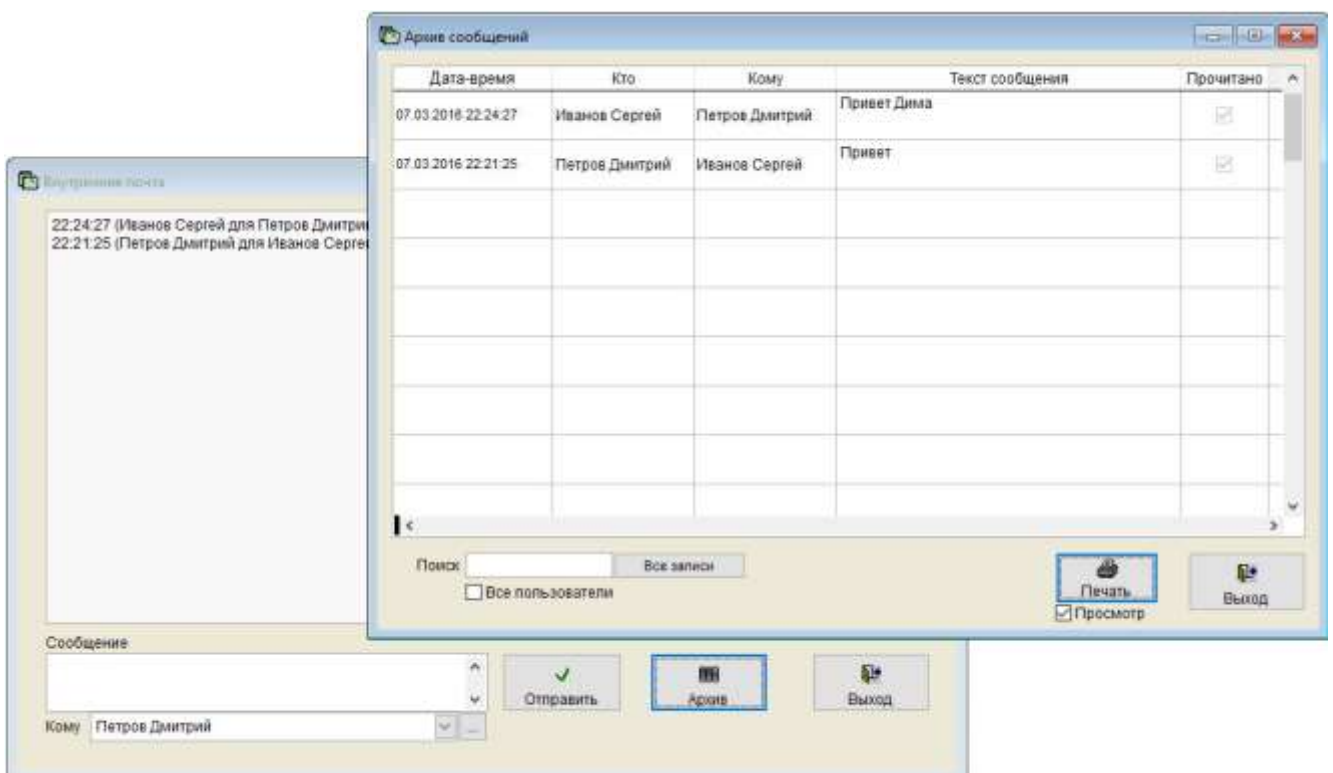 Архив сообщений
Дата-время Кто Кому Текст сообщения Прочитано
07.03.2016 22:24:27 Иванов Сергей Петров Дмитрий Привет Дима
07.03.2016 22:21:25 Петров Дмитрий Иванов Сергей Привет
Поиск Все записи
Все пользователи
Печать
Просмотр
Выход
Внутренняя почта
22:24:27 (Иванов Сергей для Петров Дмитрий
22:21:25 (Петров Дмитрий для Иванов Сергей
Сообщение
Отправить Архив Выход
Кому Петров Дмитрий ...